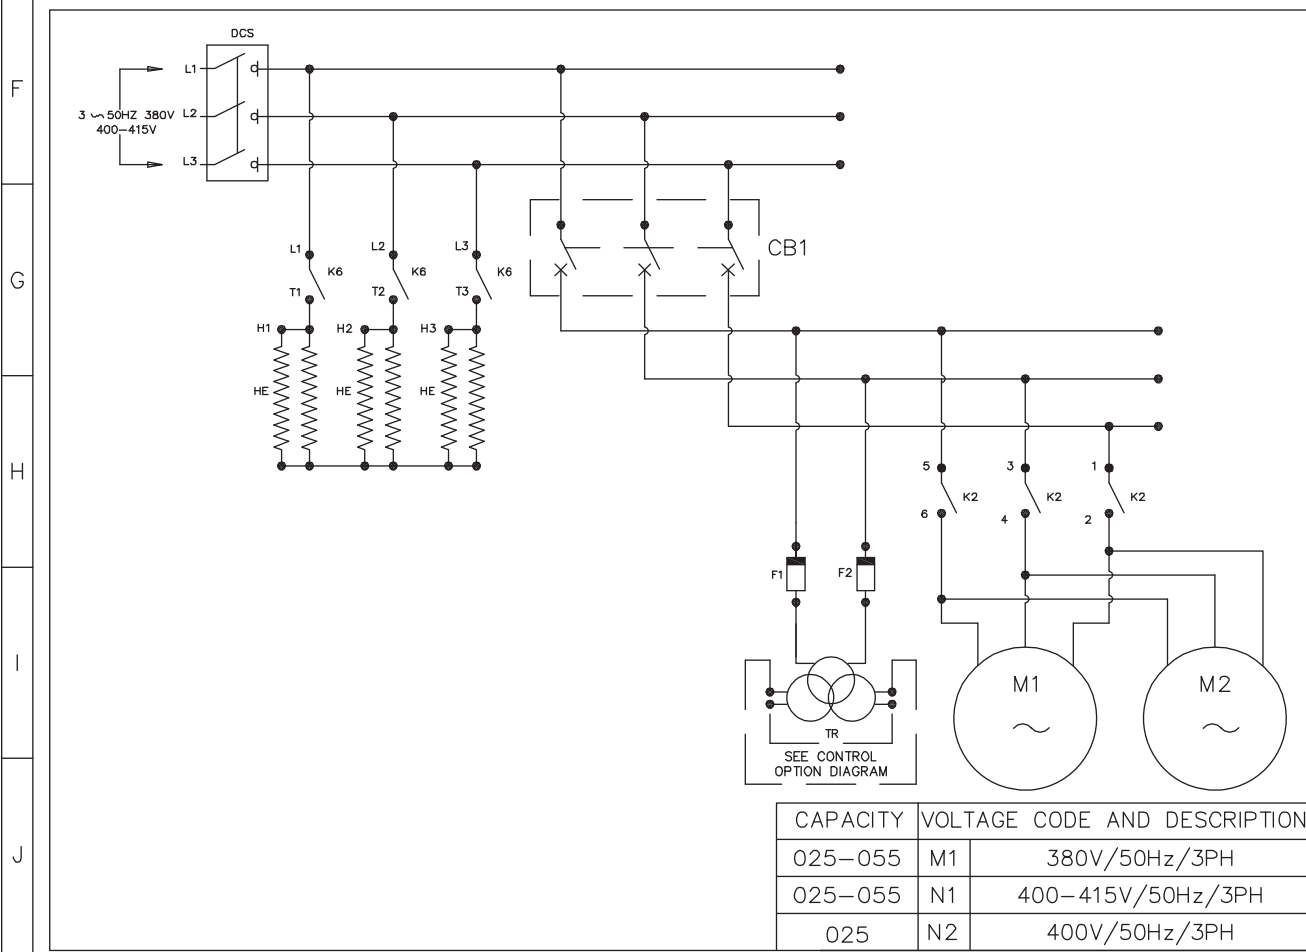 DCS
F
L1
3 ∿ 50HZ 380V
400-415V
L2
L3
G
L1
L2
L3
K6
K6
K6
T1
T2
T3
CB1
H1
H2
H3
HE
HE
HE
H
5
3
1
K2
K2
K2
6
4
2
F1
F2
I
M1
M2
TR
SEE CONTROL
OPTION DIAGRAM
J
CAPACITY VOLTAGE CODE AND DESCRIPTION
025-055 M1 380V/50Hz/3PH
025-055 N1 400-415V/50Hz/3PH
025 N2 400V/50Hz/3PH